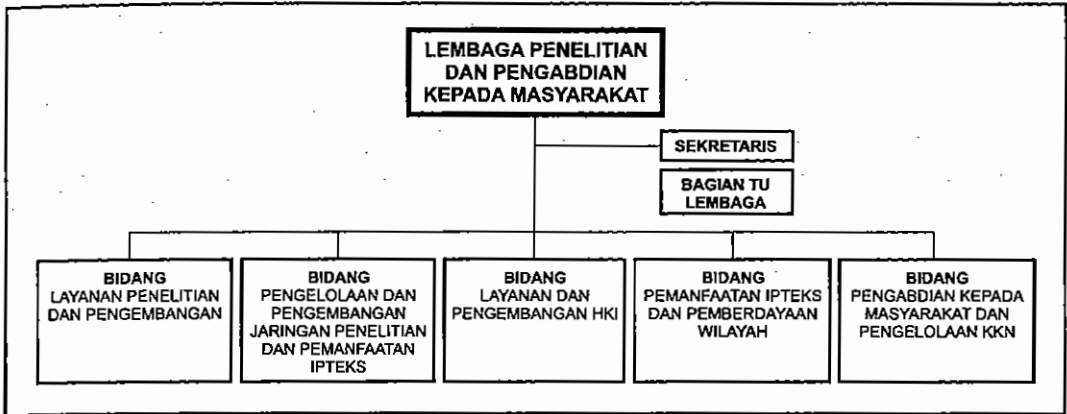 LEMBAGA PENELITIAN
DAN PENGABDIAN
KEPADA MASYARAKAT
SEKRETARIS
BAGIAN TU
LEMBAGA
BIDANG
LAYANAN PENELITIAN
DAN PENGEMBANGAN
BIDANG
PENGELOLAAN DAN
PENGEMBANGAN
JARINGAN PENELITIAN
DAN PEMANFAATAN
IPTEKS
BIDANG
LAYANAN DAN
PENGEMBANGAN HKI
BIDANG
PEMANFAATAN IPTEKS
DAN PEMBERDAYAAN
WILAYAH
BIDANG
PENGABDIAN KEPADA
MASYARAKAT DAN
PENGELOLAAN KKN